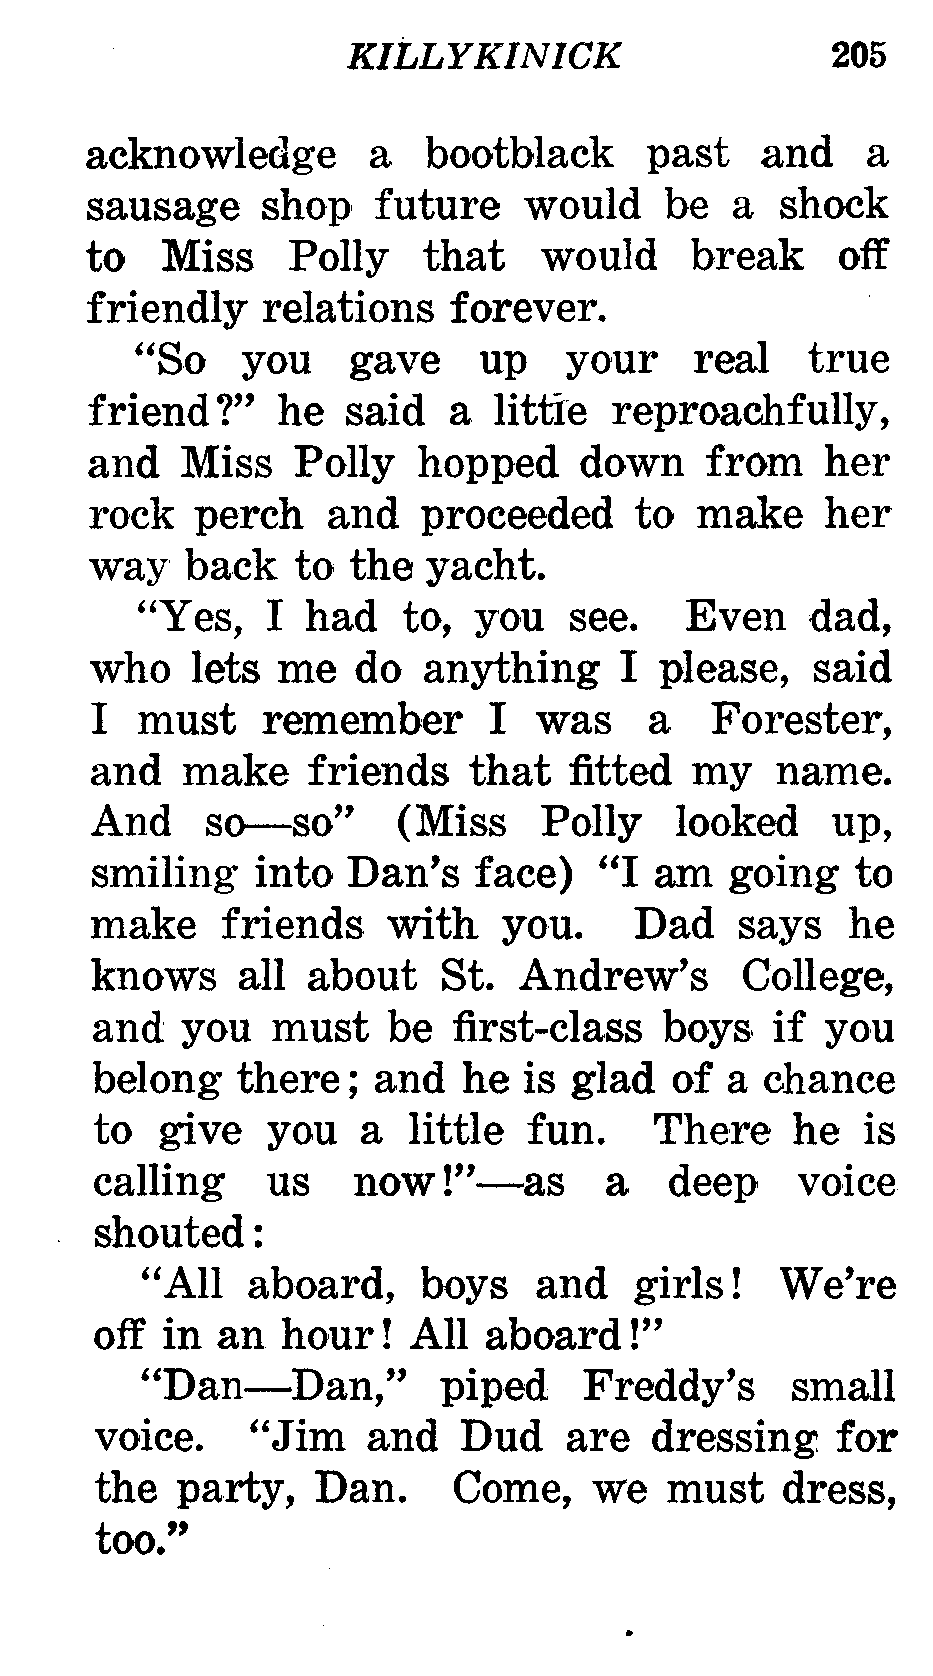 KILLYKINICK 205
acknowledge a bootblack past and a
sausage shop future would be a shock
to Miss Polly that would break off
friendly relations forever.
"So you gave up your real true
friend?" he said a little reproachfully,
and Miss Polly hopped down from her
rock perch and proceeded to make her
way back to the yacht.
"Yes, I had to, you see. Even dad,
who lets me do anything I please, said
I must remember I was a Forester,
and make friends that fitted my name.
And so—so" (Miss Polly looked up,
smiling into Dan's face) "I am going to
make friends with you. Dad says he
knows all about St. Andrew's College,
and you must be first-class boys if you
belong there; and he is glad of a chance
to give you a little fun. There he is
calling us now!"—as a deep voice
shouted:
"All aboard, boys and girls! We're
off in an hour! All aboard!"
"Dan—Dan," piped Freddy's small
voice. "Jim and Dud are dressing for
the party, Dan. Come, we must dress,
too."